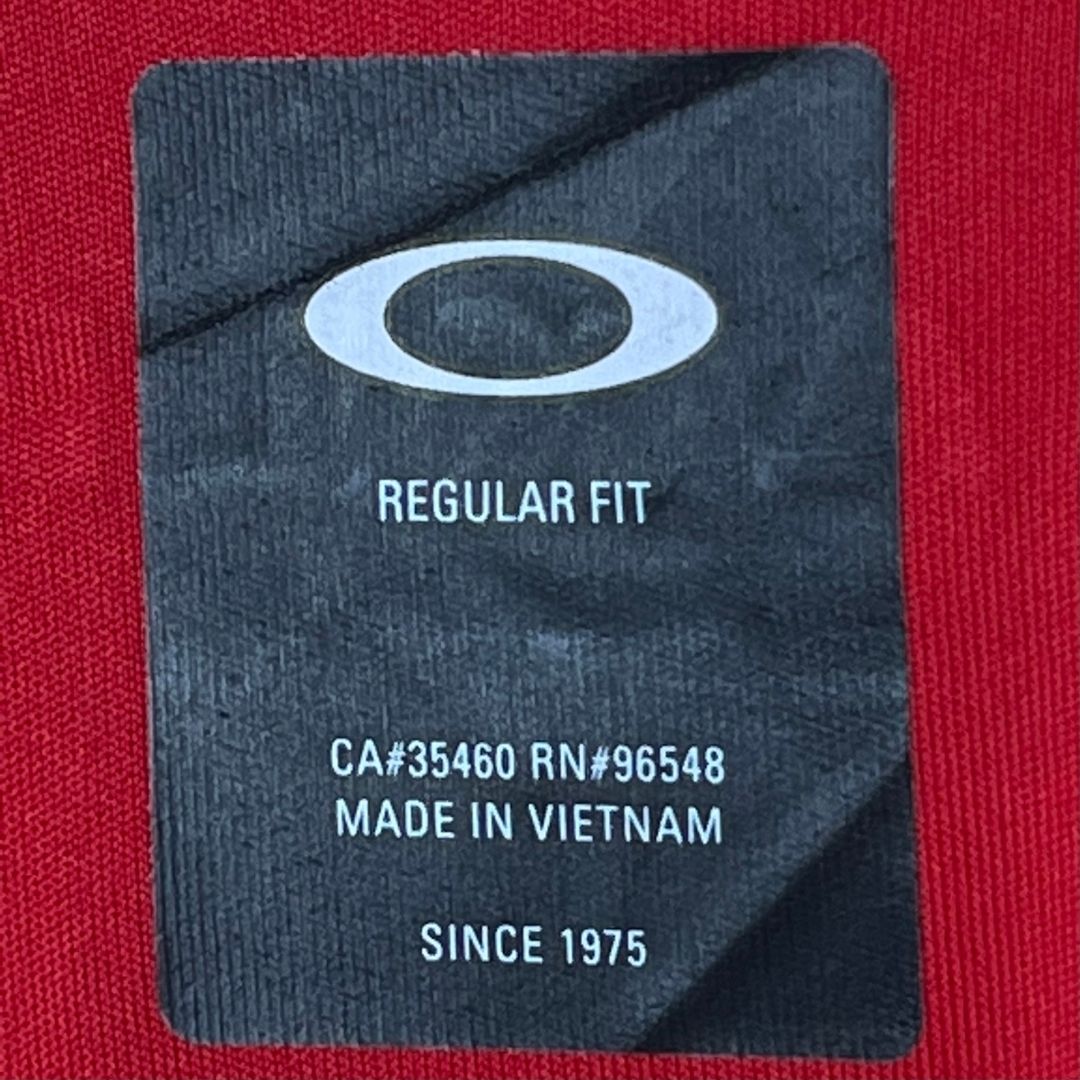 REGULAR FIT
CA#35460 RN#96548
MADE IN VIETNAM
SINCE 1975